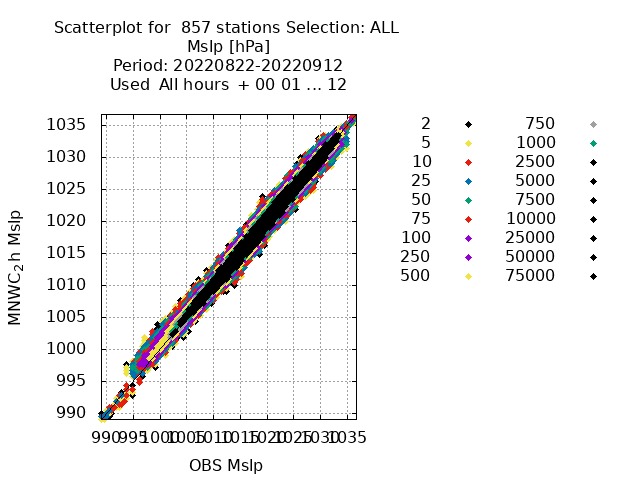 Scatterplot for  857 stations Selection: ALL
Mslp [hPa]
Period: 20220822-20220912
Used  All hours  + 00 01 ... 12
1035
1030
1025
1020
1015
1010
1005
1000
995
990
MNWC2h Mslp
990 995 1000 1005 1010 1015 1020 1025 1030 1035
OBS Mslp
2 750
5 1000
10 2500
25 5000
50 7500
75 10000
100 25000
250 50000
500 75000